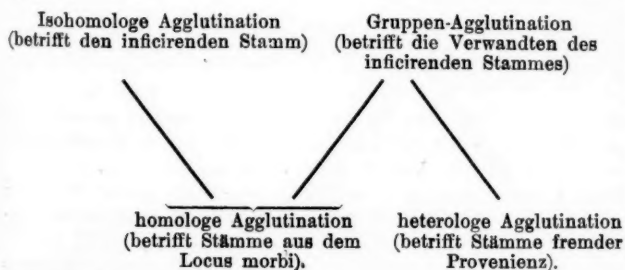 Isohomologe Agglutination
(betrifft den inficirenden Stamm)
Gruppen-Agglutination
(betrifft die Verwandten des
inficirenden Stammes)
homologe Agglutination
(betrifft Stämme aus dem
Locus morbi).
heterologe Agglutination
(betrifft Stämme fremder
Provenienz).